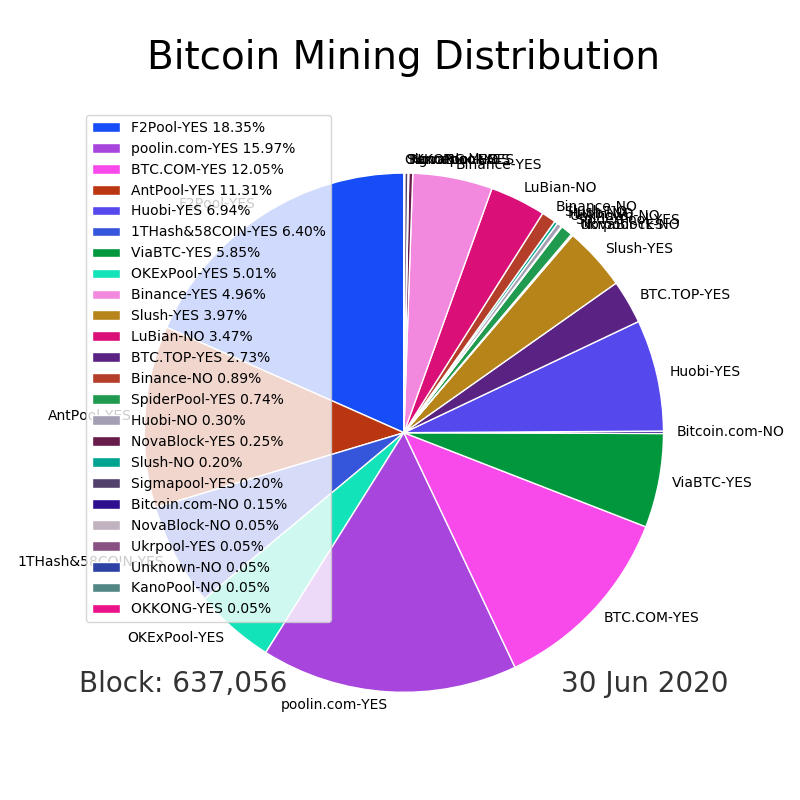 Bitcoin Mining Distribution
F2Pool-YES 18.35%
poolin.com-YES 15.97%
BTC.COM-YES 12.05%
AntPool-YES 11.31%
Huobi-YES 6.94%
1THash&58COIN-YES 6.40%
ViaBTC-YES 5.85%
OKExPool-YES 5.01%
Binance-YES 4.96%
Slush-YES 3.97%
LuBian-NO 3.47%
BTC.TOP-YES 2.73%
Binance-NO 0.89%
SpiderPool-YES 0.74%
Huobi-NO 0.30%
NovaBlock-YES 0.25%
Slush-NO 0.20%
Sigmapool-YES 0.20%
Bitcoin.com-NO 0.15%
NovaBlock-NO 0.05%
Ukrpool-YES 0.05%
Unknown-NO 0.05%
KanoPool-NO 0.05%
OKKONG-YES 0.05%
Binance-YES
LuBian-NO
Binance-NO
Slush-YES
BTC.TOP-YES
Huobi-YES
Bitcoin.com-NO
ViaBTC-YES
BTC.COM-YES
poolin.com-YES
OKExPool-YES
1THash&58COIN-YES
AntPool-YES
F2Pool-YES
Block: 637,056
30 Jun 2020